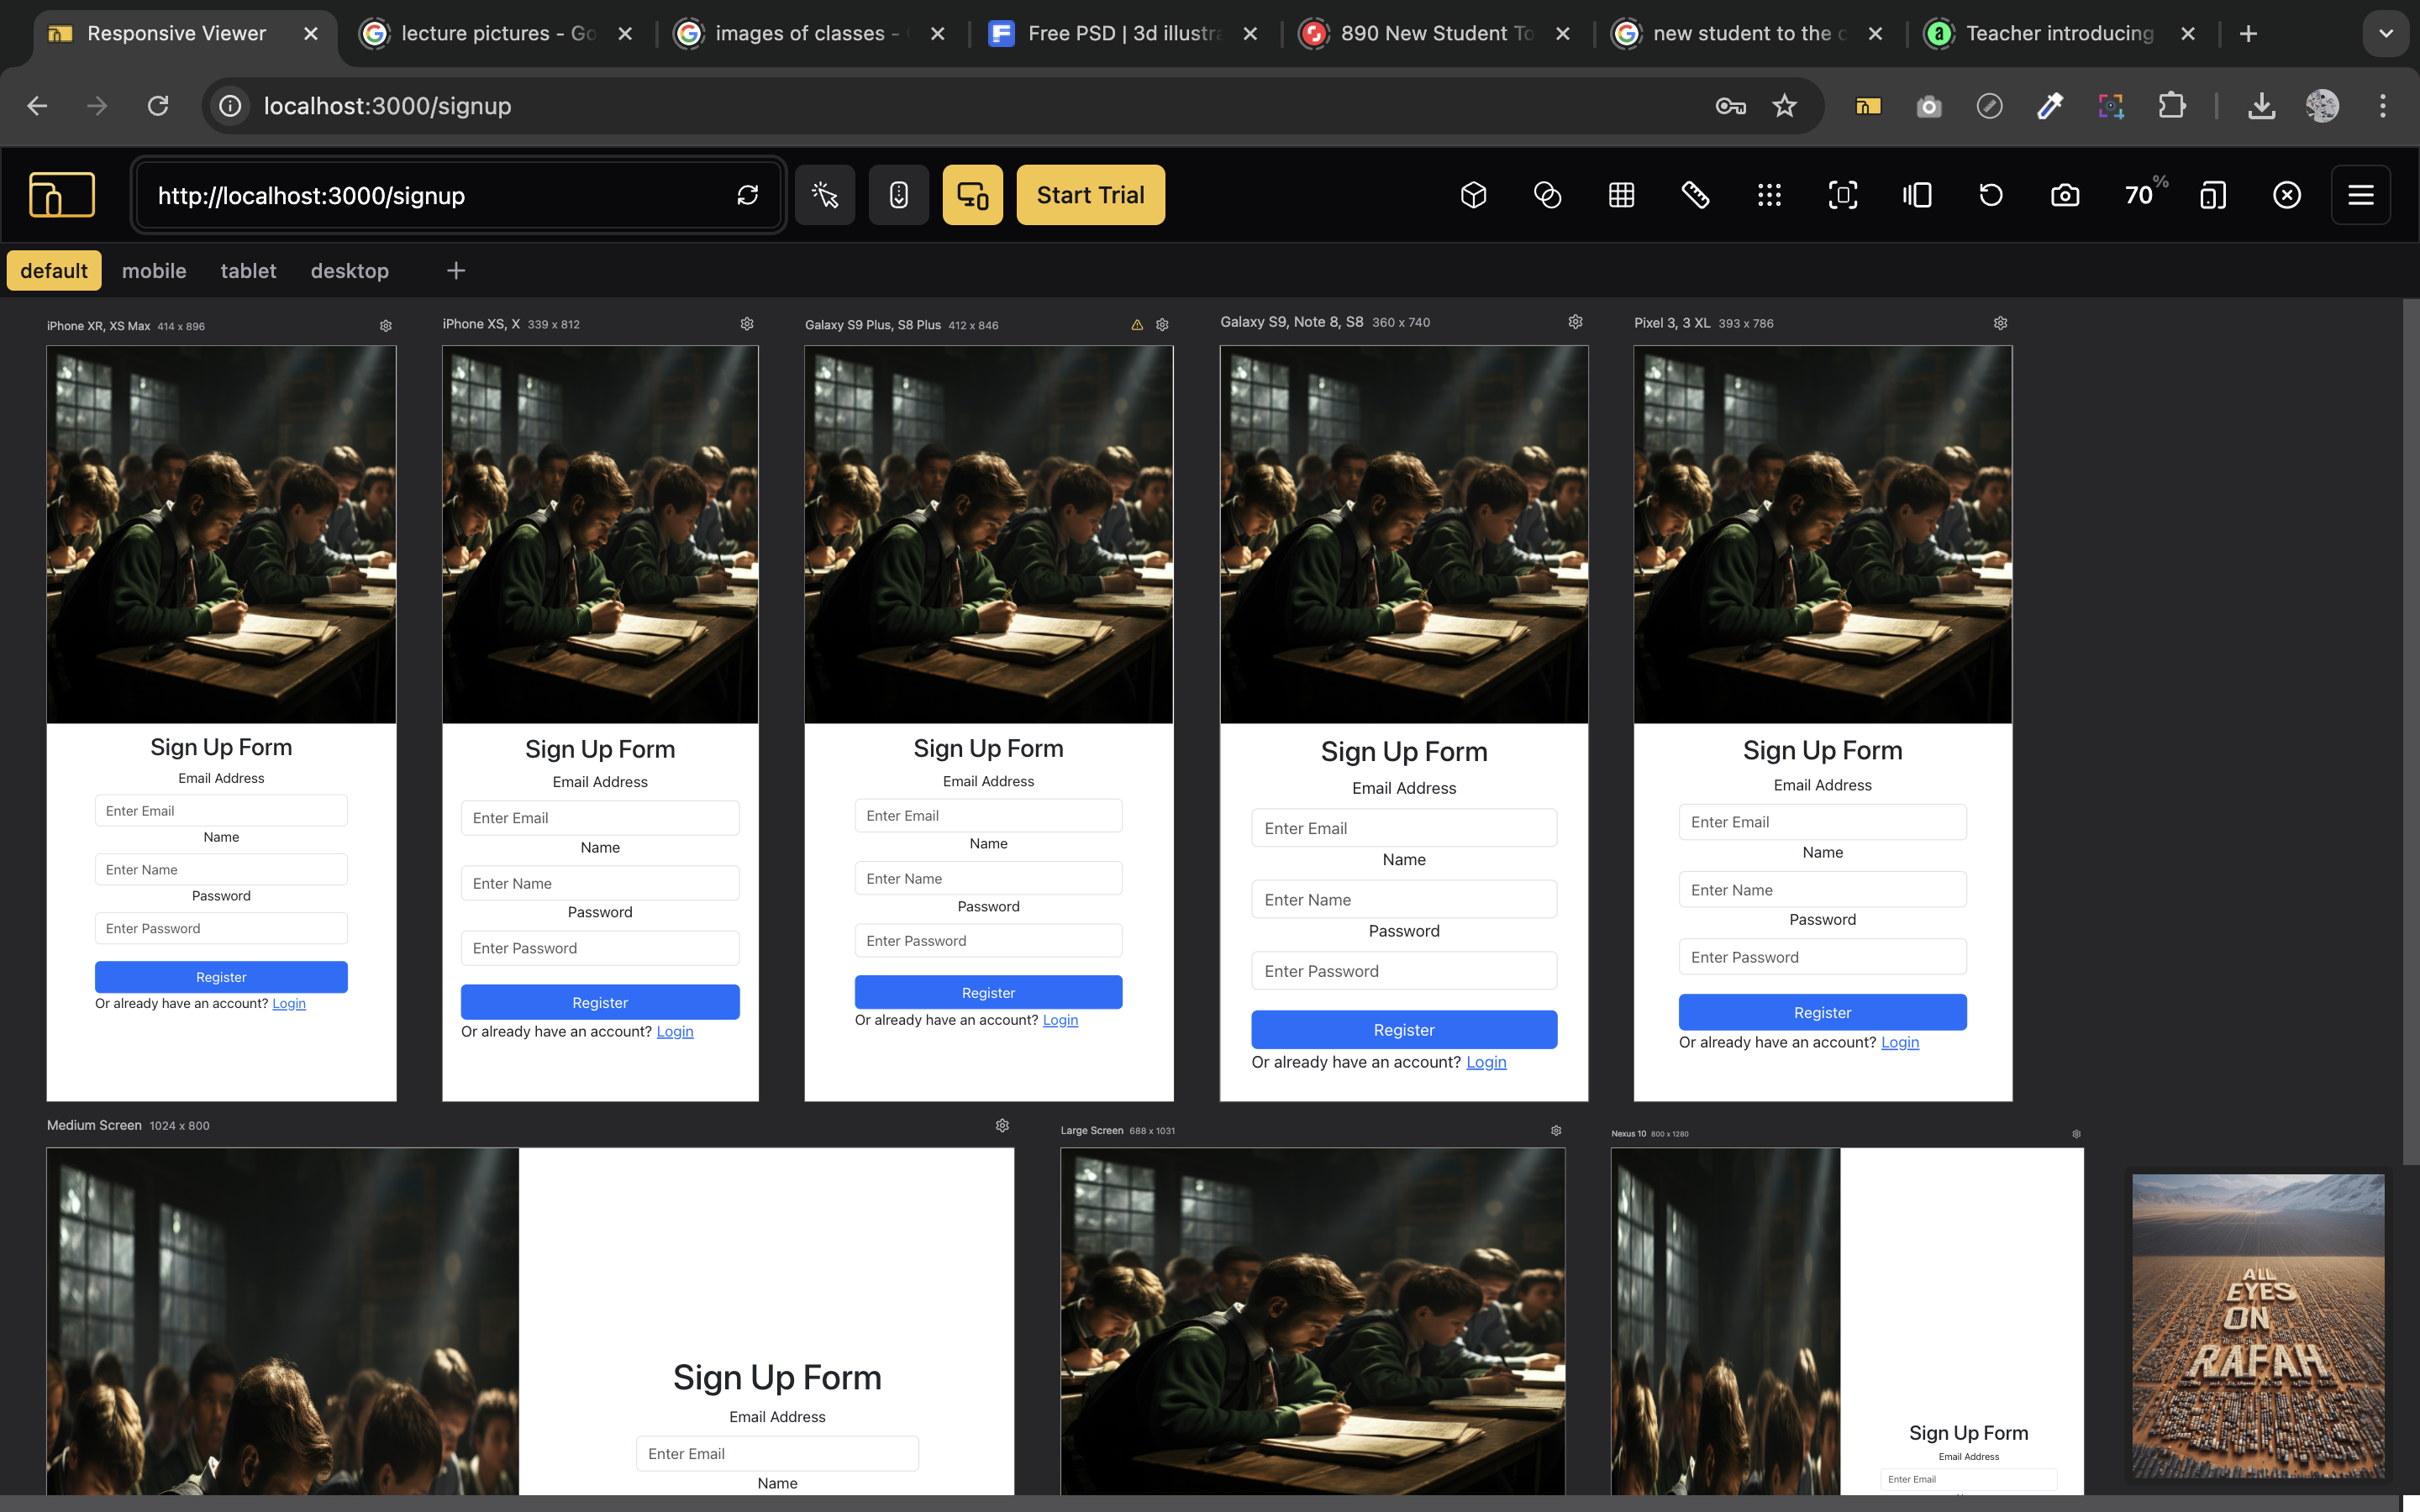 Responsive Viewer
lecture pictures - Go
images of classes -
Free PSD | 3d illustra
890 New Student To
new student to the c
Teacher introducing
localhost:3000/signup
http://localhost:3000/signup
Start Trial
70%
default
mobile
tablet
desktop
iPhone XR, XS Max 414 x 896
iPhone XS, X 339 x 812
Galaxy S9 Plus, S8 Plus 412 x 846
Galaxy S9, Note 8, S8 360 x 740
Pixel 3, 3 XL 393 x 786
Sign Up Form
Email Address
Enter Email
Name
Enter Name
Password
Enter Password
Register
Or already have an account? Login
Sign Up Form
Email Address
Enter Email
Name
Enter Name
Password
Enter Password
Register
Or already have an account? Login
Sign Up Form
Email Address
Enter Email
Name
Enter Name
Password
Enter Password
Register
Or already have an account? Login
Sign Up Form
Email Address
Enter Email
Name
Enter Name
Password
Enter Password
Register
Or already have an account? Login
Sign Up Form
Email Address
Enter Email
Name
Enter Name
Password
Enter Password
Register
Or already have an account? Login
Medium Screen 1024 x 800
Large Screen 688 x 1031
Nexus 10 800 x 1280
Sign Up Form
Email Address
Enter Email
Name
Sign Up Form
Email Address
Enter Email
ALL
EYES
ON
RAFAH